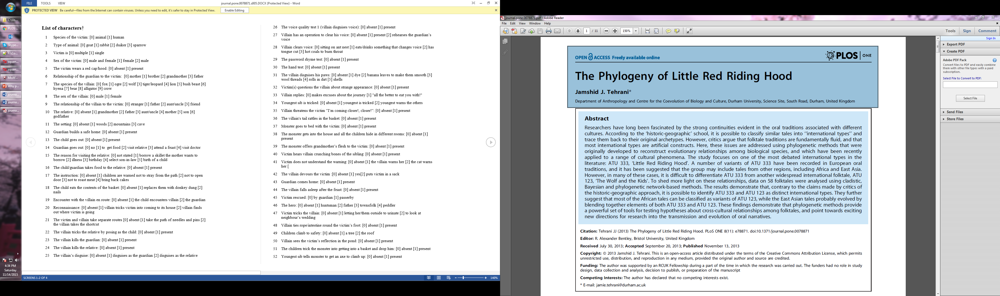 FILE TOOLS VIEW
journal.pone.0078871.s005.DOCX (Protected View) - Word
PROTECTED VIEW Be careful—files from the Internet can contain viruses. Unless you need to edit, it's safer to stay in Protected View. Enable Editing
C:\Us...
PLOS ...
Skype...
F:\Co...
squan...
squan...
McAf...
Why p...
journa...
journa...
journa...
4:34 PM
Saturday
11/14/2015
List of characters†
1 Species of the victim: [0] animal [1] human
2 Type of animal: [0] goat [1] rabbit [2] duiker [3] sparrow
3 Victim is [0] multiple [1] single
4 Sex of the victim: [0] male and female [1] female [2] male
5 The victim wears a red cap/hood: [0] absent [1] present
6 Relationship of the guardian to the victim: [0] mother [1] brother [2] grandmother [3] father
7 The species of the villain: [0] fox [1] ogre [2] wolf [3] tiger/leopard [4] lion [5] bush beast [6]
hyena [7] bear [8] alligator [9] crow
8 The sex of the villain: [0] male [1] female
9 The relationship of the villain to the victim: [0] stranger [1] father [2] aunt/uncle [3] friend
10 The relative: [0] absent [1] grandmother [2] father [3] aunt/uncle [4] mother [5] son [6]
godfather
11 The setting: [0] absent [1] woods [2] mountains [3] cave
12 Guardian builds a safe home: [0] absent [1] present
13 The child goes out: [0] absent [1] present
14 Guardian goes out: [0] no [1] to get food [2] visit relative [3] attend a feast [4] visit doctor
15 The reason for visiting the relative: [0] not stated [1] borrow a skillet the mother wants to
borrow [2] illness [3] birthday [4] select son-in-law [5] birth of a child
16 The child/guardian takes food to the relative: [0] absent [1] present
17 The instruction: [0] absent [1] children are warned not to stray from the path [2] not to open
door [3] not to roast meat [4] bring back cakes
18 The child eats the contents of the basket: [0] absent [1] replaces them with donkey dung [2]
nails
19 Encounter with the villain en route: [0] absent [1] the child encounters villain [2] the guardian
20 Reconnaissance: [0] absent [1] villain tricks victim into coming to its house [2] villain finds
out where victim is going
21 The victim and villain take separate routes [0] absent [1] take the path of needles and pins [2]
the villain takes the shortcut
22 The villain tricks the relative by posing as the child: [0] absent [1] present
23 The villain kills the guardian: [0] absent [1] present
24 The villain kills the relative: [0] absent [1] present
25 The villain's disguise: [0] absent [1] disguises as the guardian [2] disguises as the relative
26 The voice quality test 1 (villain disguises voice): [0] absent [1] present
27 Villain has an operation to clear his voice: [0] absent [1] present [2] rehearses the guardian's
voice
28 Villain clears voice: [0] sitting on ant nest [1] eats/drinks something that changes voice [2] has
tongue cut [3] hot coals to burn throat
29 The password rhyme test: [0] absent [1] present
30 The hand test: [0] absent [1] present
31 The villain disguises his paws: [0] absent [1] dye [2] banana leaves to make them smooth [3]
wool threads [4] rolls in dirt [5] shells
32 Victim(s) questions the villain about strange appearance: [0] absent [1] present
33 Villain replies: [0] makes excuses about the journey [1] "all the better to eat you with!"
34 Youngest sib is tricked: [0] absent [1] youngest is tricked [2] youngest warns the others
35 Villain threatens the victim "I'm coming closer!, closer!": [0] absent [1] present
36 The villain's tail rattles in the basket: [0] absent [1] present
37 Monster goes to bed with the victim: [0] absent [1] present
38 The monster gets into the house and all the children hide in different rooms: [0] absent [1]
present
39 The monster offers grandmother's flesh to the victim: [0] absent [1] present
40 Victim hears villain crunching bones of the sibling: [0] absent [1] present
41 Victim does not understand the warning: [0] absent [1] the villain warns her [2] the cat warns
her [
42 The villain devours the victim :[0] absent [1] yes[2] puts victim in a sack
43 Guardian comes home: [0] absent [1] present
44 The villain falls asleep after the feast: [0] absent [1] present
45 Victim rescued: [0] by guardian [1] passerby
46 The hero: [0] absent [1] huntsman [2] father [3] townsfolk [4] peddler
47 Victim tricks the villain: [0] absent [1] letting her/them outside to urinate [2] to look at
neighbour's wedding
48 Villain ties rope/intestine round the victim's foot: [0] absent [1] present
49 Children climb to safety: [0] absent [1] a tree [2] the roof
50 Villain sees the victim's reflection in the pond: [0] absent [1] present
51 The children trick the monster into getting into a basket and drop him: [0] absent [1] present
52 Youngest sib tells monster to get an axe to climb up: [0] absent [1] present
SCREENS 1-2 OF 4
140%
journal.pone.0078871.pdf - Adobe Reader
File Edit View Window Help
1 / 11 150% Tools Sign Comment
OPEN ACCESS Freely available online
PLOS ONE
The Phylogeny of Little Red Riding Hood
Jamshid J. Tehrani*
Department of Anthropology and Centre for the Coevolution of Biology and Culture, Durham University, Science Site, South Road, Durham, United Kingdom
Abstract
Researchers have long been fascinated by the strong continuities evident in the oral traditions associated with different
cultures. According to the 'historic-geographic' school, it is possible to classify similar tales into ''international types'' and
trace them back to their original archetypes. However, critics argue that folktale traditions are fundamentally fluid, and that
most international types are artificial constructs. Here, these issues are addressed using phylogenetic methods that were
originally developed to reconstruct evolutionary relationships among biological species, and which have been recently
applied to a range of cultural phenomena. The study focuses on one of the most debated international types in the
literature: ATU 333, 'Little Red Riding Hood'. A number of variants of ATU 333 have been recorded in European oral
traditions, and it has been suggested that the group may include tales from other regions, including Africa and East Asia.
However, in many of these cases, it is difficult to differentiate ATU 333 from another widespread international folktale, ATU
123, 'The Wolf and the Kids'. To shed more light on these relationships, data on 58 folktales were analysed using cladistic,
Bayesian and phylogenetic network-based methods. The results demonstrate that, contrary to the claims made by critics of
the historic-geographic approach, it is possible to identify ATU 333 and ATU 123 as distinct international types. They further
suggest that most of the African tales can be classified as variants of ATU 123, while the East Asian tales probably evolved by
blending together elements of both ATU 333 and ATU 123. These findings demonstrate that phylogenetic methods provide
a powerful set of tools for testing hypotheses about cross-cultural relationships among folktales, and point towards exciting
new directions for research into the transmission and evolution of oral narratives.
Citation: Tehrani JJ (2013) The Phylogeny of Little Red Riding Hood. PLoS ONE 8(11): e78871. doi:10.1371/journal.pone.0078871
Editor: R. Alexander Bentley, Bristol University, United Kingdom
Received July 30, 2013; Accepted September 20, 2013; Published November 13, 2013
Copyright: © 2013 Jamshid J. Tehrani. This is an open-access article distributed under the terms of the Creative Commons Attribution License, which permits
unrestricted use, distribution, and reproduction in any medium, provided the original author and source are credited.
Funding: The author was supported by an RCUK Fellowship during a part of the time in which the research was carried out. The funders had no role in study
design, data collection and analysis, decision to publish, or preparation of the manuscript
Competing Interests: The author has declared that no competing interests exist.
* E-mail: jamie.tehrani@durham.ac.uk
Sign In
Export PDF
Create PDF
Adobe PDF Pack
Convert files to PDF and easily combine
them with other file types with a paid
subscription.
Select File to Convert to PDF:
Select File
Send Files
Store Files